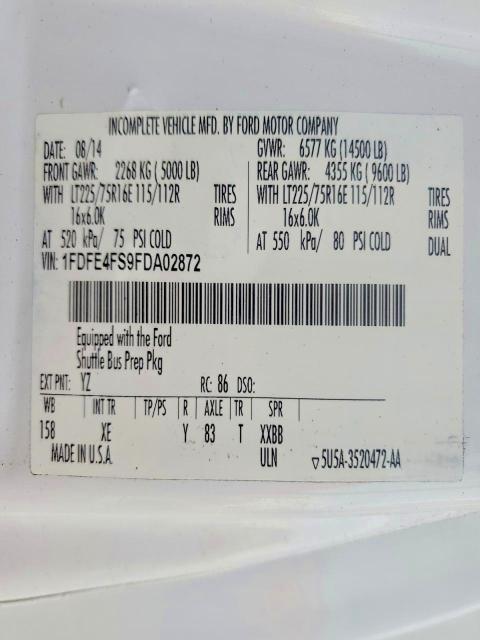 INCOMPLETE VEHICLE MFD. BY FORD MOTOR COMPANY
DATE: 08/14 GVWR: 6577 KG (14500 LB)
FRONT GAWR: 2268 KG (5000 LB) REAR GAWR: 4355 KG (9600 LB)
WITH LT225/75R16E 115/112R TIRES WITH LT225/75R16E 115/112R TIRES
16x6.0K RIMS 16x6.0K RIMS
AT 520 kPa/ 75 PSI COLD AT 550 kPa/ 80 PSI COLD DUAL
VIN: 1FDFE4FS9FDA02872
Equipped with the Ford
Shuttle Bus Prep Pkg
EXT PNT: YZ RC: 86 DSO:
WB INT TR TP/PS R AXLE TR SPR
158 XE Y 83 T XXBB
MADE IN U.S.A. ULN ▽5U5A-3520472-AA